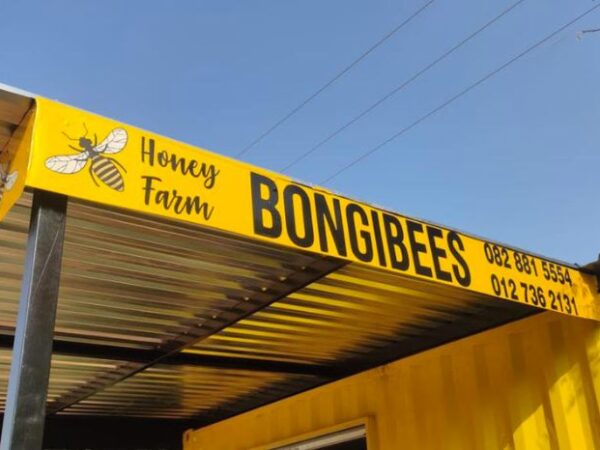 Honey
Farm
BONGIBEES
082 881 5554
012 736 2131